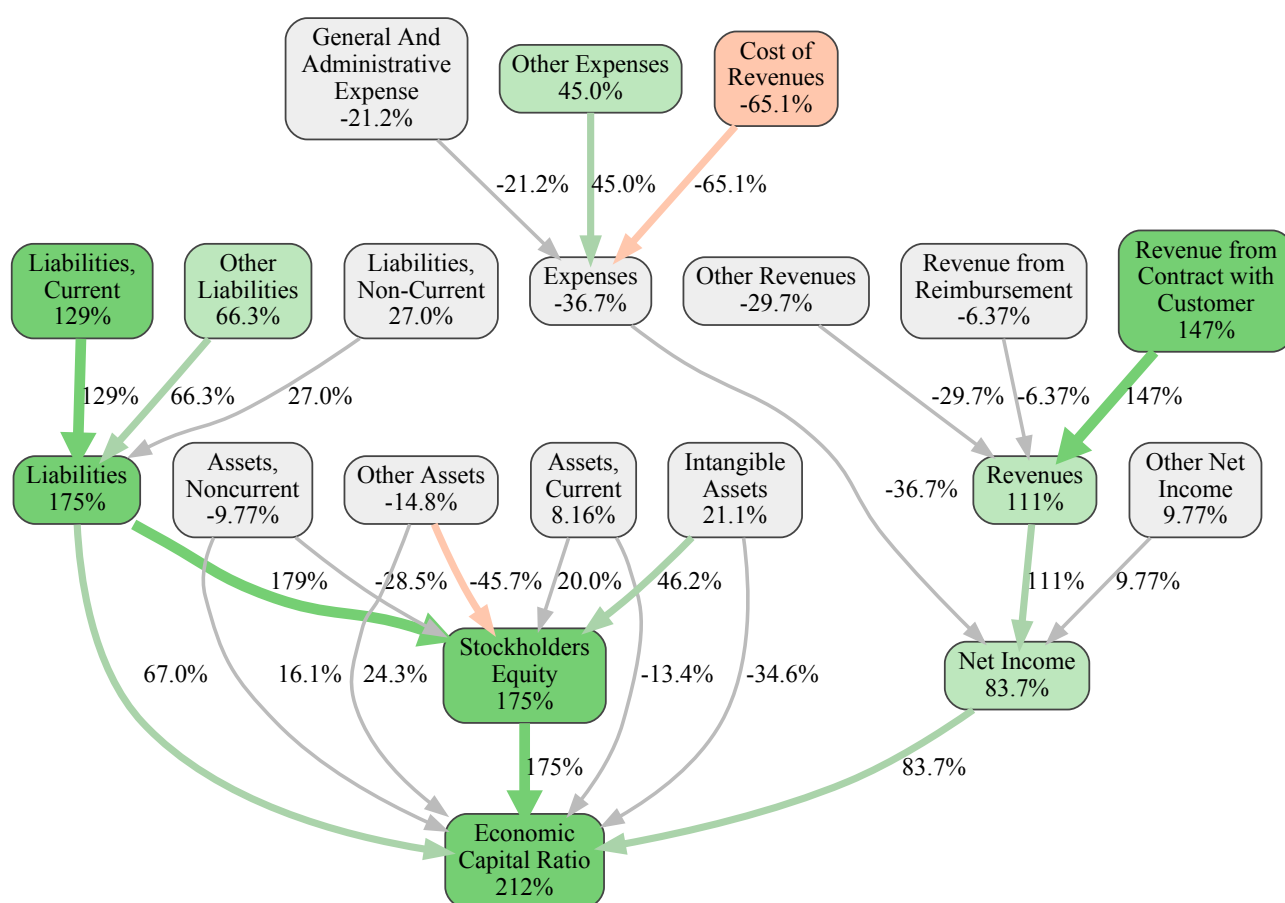 General And
Administrative
Expense
-21.2%
Other Expenses
45.0%
Cost of
Revenues
-65.1%
-21.2%
45.0%
-65.1%
Liabilities,
Current
129%
Other
Liabilities
66.3%
Liabilities,
Non-Current
27.0%
Expenses
-36.7%
Other Revenues
-29.7%
Revenue from
Reimbursement
-6.37%
Revenue from
Contract with
Customer
147%
129%
66.3%
27.0%
-29.7%
-6.37%
147%
Liabilities
175%
Assets,
Noncurrent
-9.77%
Other Assets
-14.8%
Assets,
Current
8.16%
Intangible
Assets
21.1%
-36.7%
Revenues
111%
Other Net
Income
9.77%
179%
-28.5%
-45.7%
20.0%
46.2%
111%
9.77%
67.0%
16.1%
24.3%
Stockholders
Equity
175%
-13.4%
-34.6%
Net Income
83.7%
175%
83.7%
Economic
Capital Ratio
212%